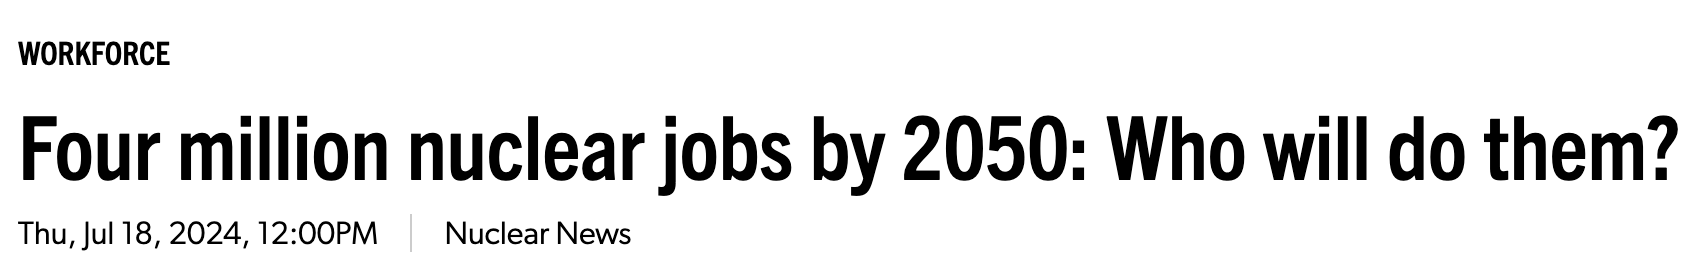 WORKFORCE
Four million nuclear jobs by 2050: Who will do them?
Thu, Jul 18, 2024, 12:00PM | Nuclear News